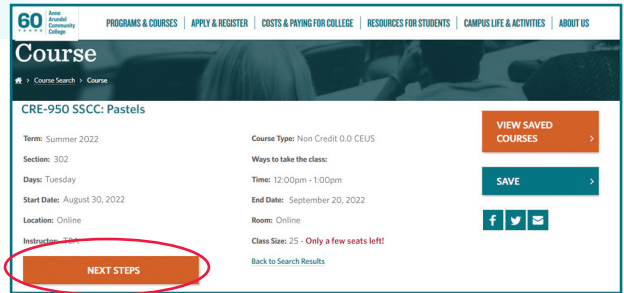 60
YEARS
Anne
Arundel
Community
College
PROGRAMS & COURSES | APPLY & REGISTER | COSTS & PAYING FOR COLLEGE | RESOURCES FOR STUDENTS | CAMPUS LIFE & ACTIVITIES | ABOUT US
Course
> Course Search > Course
CRE-950 SSCC: Pastels
Term: Summer 2022
Course Type: Non Credit 0.0 CEUS
Section: 302
Ways to take the class:
Days: Tuesday
Time: 12:00pm - 1:00pm
Start Date: August 30, 2022
End Date: September 20, 2022
Location: Online
Room: Online
Instructor: TBA
Class Size: 25 - Only a few seats left!
NEXT STEPS
Back to Search Results
VIEW SAVED
COURSES >
SAVE >